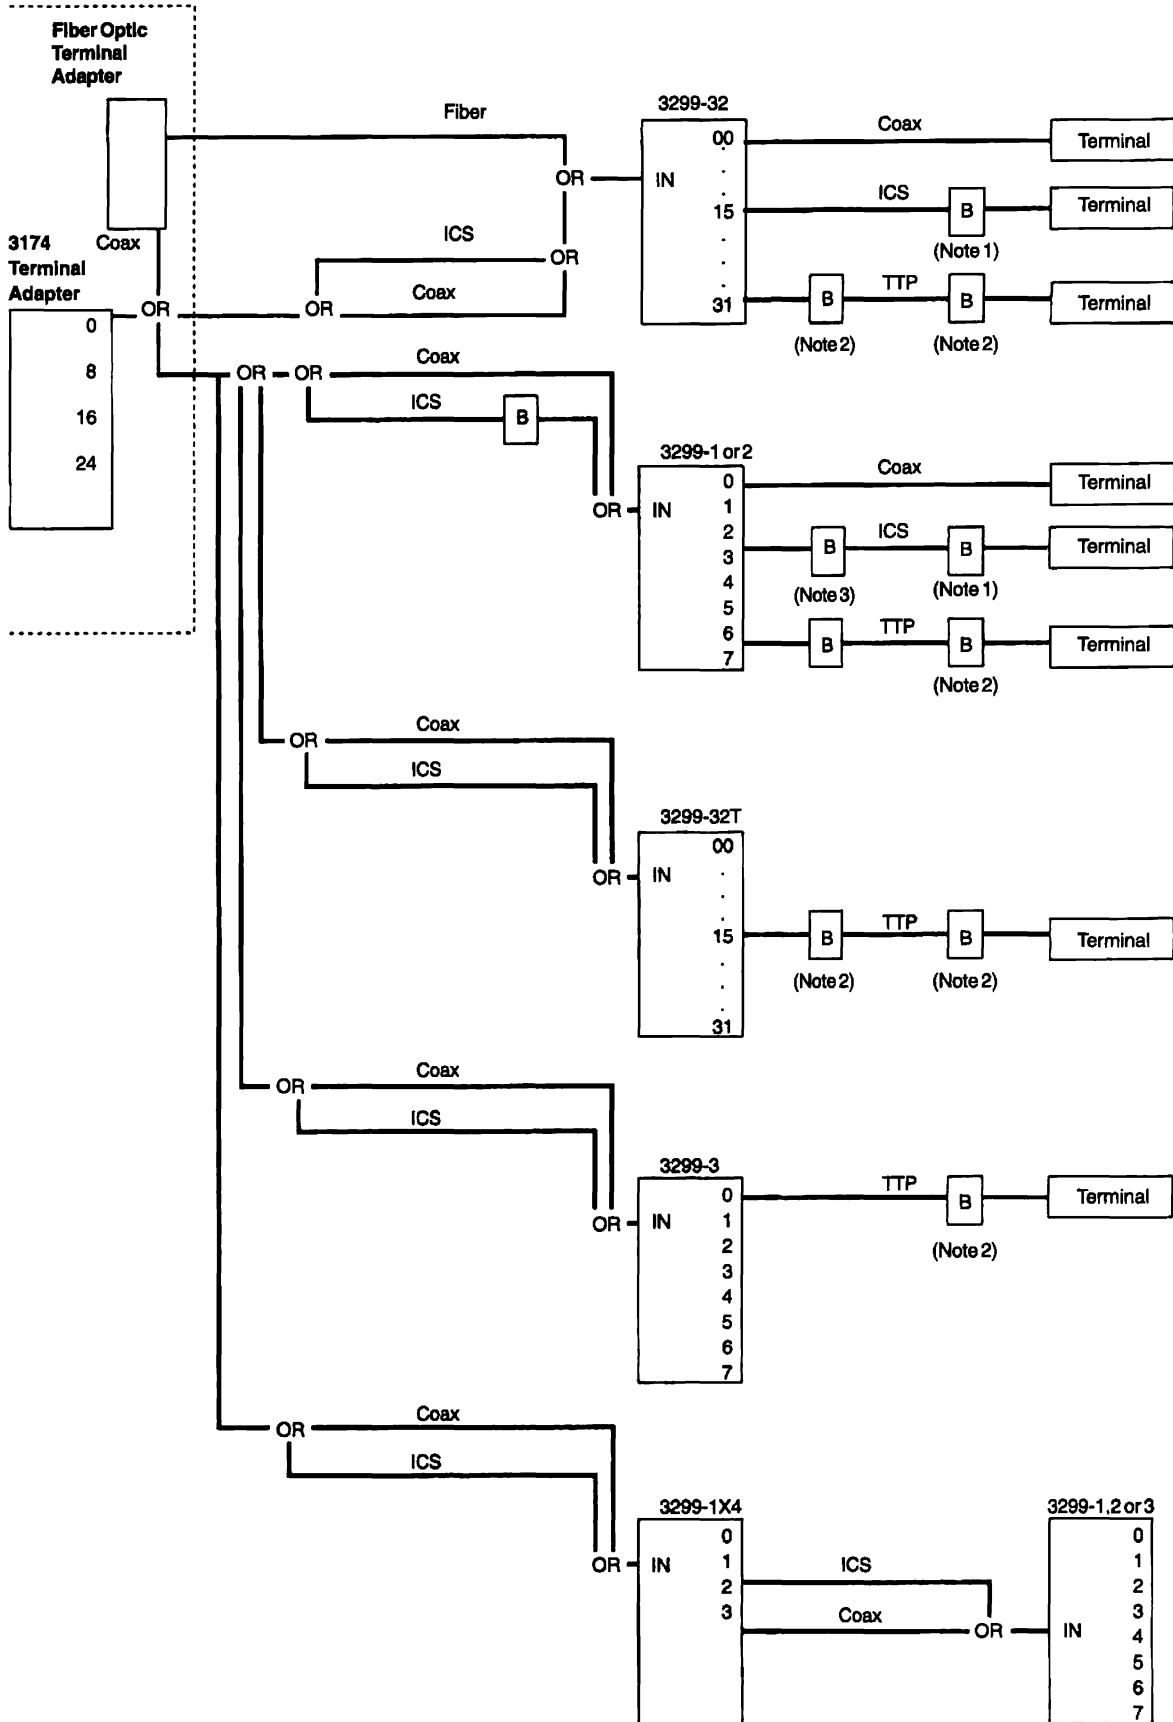 Fiber Optic
Terminal
Adapter
Fiber
Coax
ICS
Coax
OR
OR
OR
OR
3174
Terminal
Adapter
0
8
16
24
3299-32
IN
00
.
.
.
15
.
.
.
.
31
Coax
Terminal
ICS
B
(Note 1)
Terminal
B
(Note 2)
TTP
B
(Note 2)
Terminal
OR
OR
Coax
ICS
B
OR
3299-1 or 2
IN
0
1
2
3
4
5
6
7
Coax
Terminal
B
(Note 3)
ICS
B
(Note 1)
Terminal
B
TTP
B
(Note 2)
Terminal
OR
Coax
ICS
OR
3299-32T
IN
00
.
.
.
15
.
.
.
31
B
(Note 2)
TTP
B
(Note 2)
Terminal
OR
Coax
ICS
OR
3299-3
IN
0
1
2
3
4
5
6
7
TTP
B
(Note 2)
Terminal
OR
Coax
ICS
OR
3299-1X4
IN
0
1
2
3
ICS
Coax
OR
3299-1,2 or 3
IN
0
1
2
3
4
5
6
7